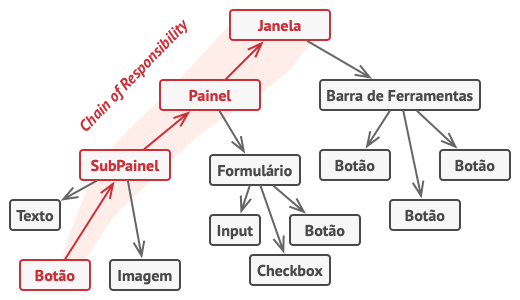 Janela
Chain of Responsibility
Painel
Barra de Ferramentas
SubPainel
Formulário
Botão
Botão
Texto
Input
Botão
Botão
Botão
Imagem
Checkbox